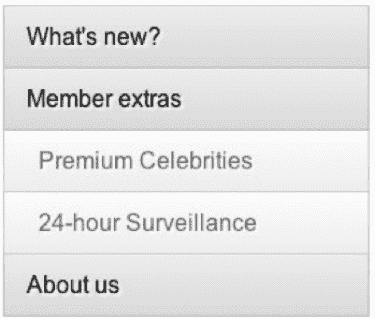 What's new?
Member extras
Premium Celebrities
24-hour Surveillance
About us